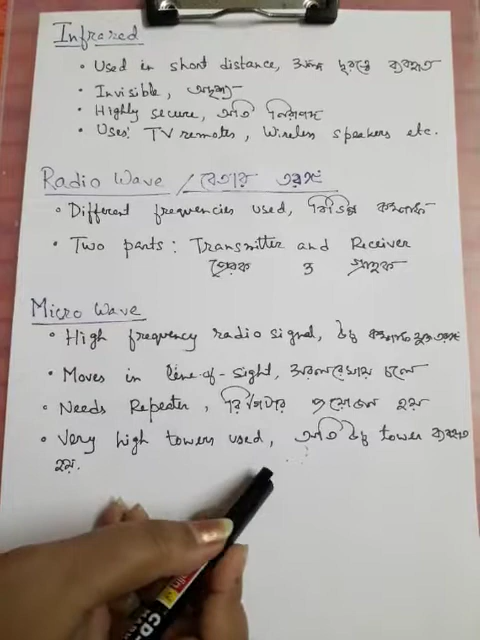 Infrared
• Used in short distance, অল্প দূরত্বে ব্যবহৃত
• Invisible, অদৃশ্য
• Highly secure, অতি নিরাপদ
• Uses: TV remotes, Wireless speakers etc.
Radio Wave / বেতার তরঙ্গ
• Different frequencies used, বিভিন্ন কম্পাঙ্ক
• Two parts: Transmitter and Receiver
প্রেরক ও গ্রাহক
Micro Wave
• High frequency radio signal, উচ্চ কম্পাঙ্ক যুক্ত তরঙ্গ
• Moves in line-of-sight, সরলরেখায় চলে
• Needs Repeater, রিপিটার প্রয়োজন হয়
• Very high towers used, অতি উচ্চ tower ব্যবহৃত
হয়.